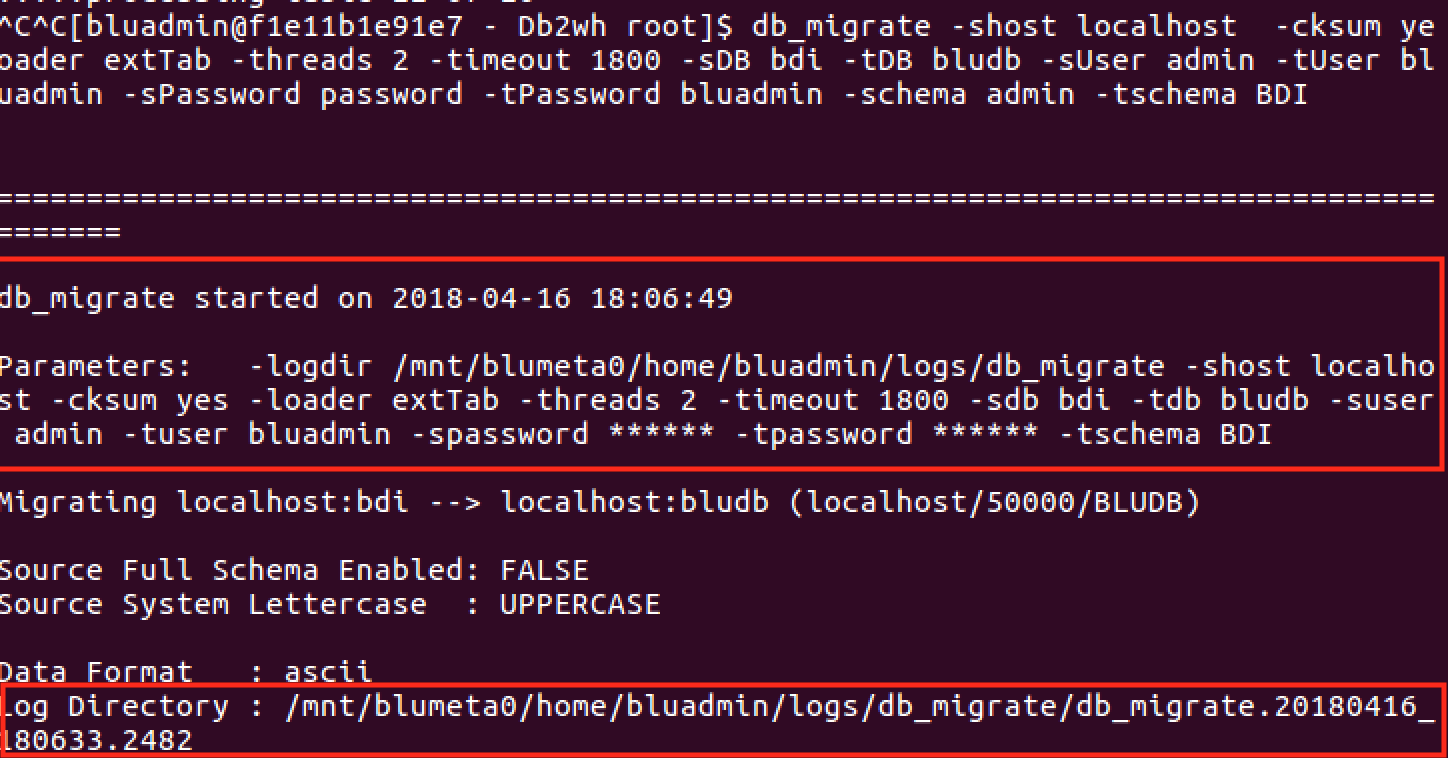 ^C^C[bluadmin@f1e11b1e91e7 - Db2wh root]$ db_migrate -shost localhost  -cksum ye
oader extTab -threads 2 -timeout 1800 -sDB bdi -tDB bludb -sUser admin -tUser bl
uadmin -sPassword password -tPassword bluadmin -schema admin -tschema BDI
================================================================================
=======
db_migrate started on 2018-04-16 18:06:49
Parameters:   -logdir /mnt/blumeta0/home/bluadmin/logs/db_migrate -shost localho
st -cksum yes -loader extTab -threads 2 -timeout 1800 -sdb bdi -tdb bludb -suser
 admin -tuser bluadmin -spassword ****** -tpassword ****** -tschema BDI
Migrating localhost:bdi --> localhost:bludb (localhost/50000/BLUDB)
Source Full Schema Enabled: FALSE
Source System Lettercase  : UPPERCASE
Data Format   : ascii
Log Directory : /mnt/blumeta0/home/bluadmin/logs/db_migrate/db_migrate.20180416_
180633.2482